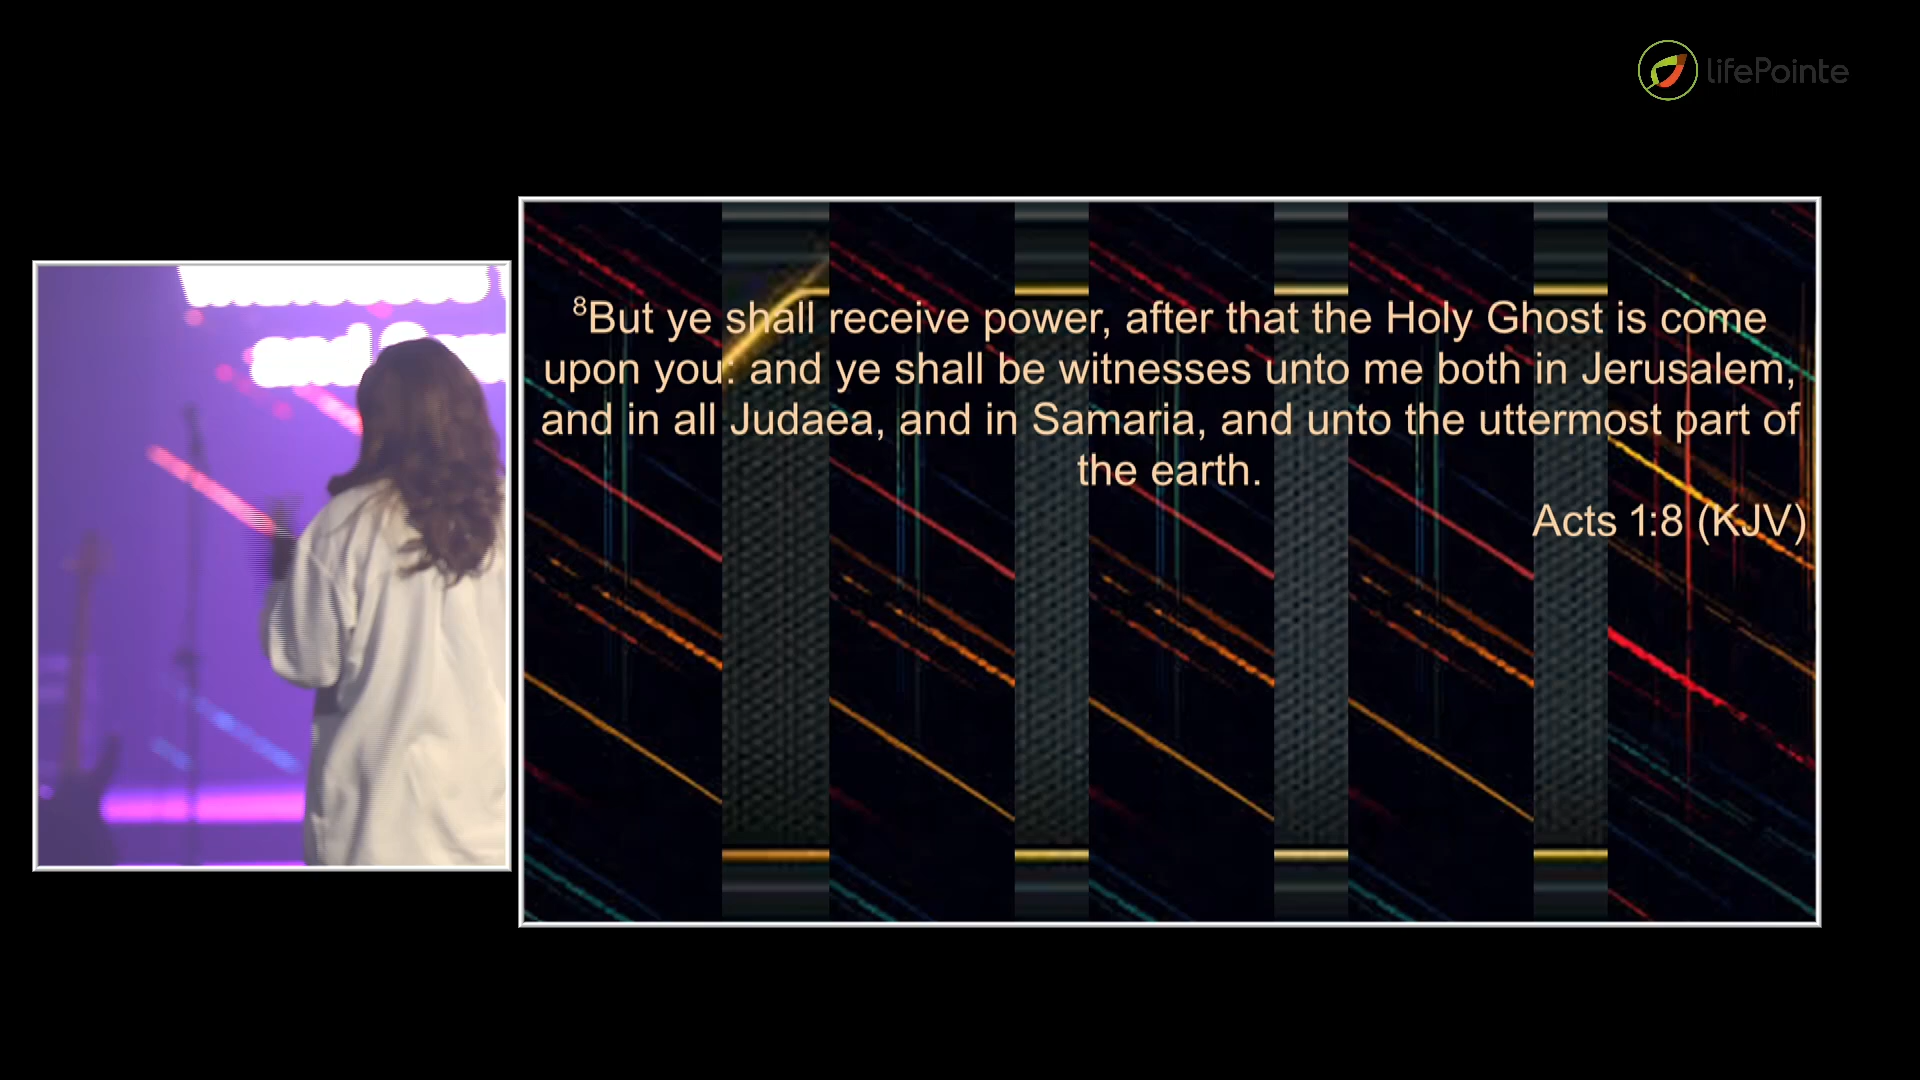 lifePointe
⁸But ye shall receive power, after that the Holy Ghost is come
upon you: and ye shall be witnesses unto me both in Jerusalem,
and in all Judaea, and in Samaria, and unto the uttermost part of
the earth.
Acts 1:8 (KJV)